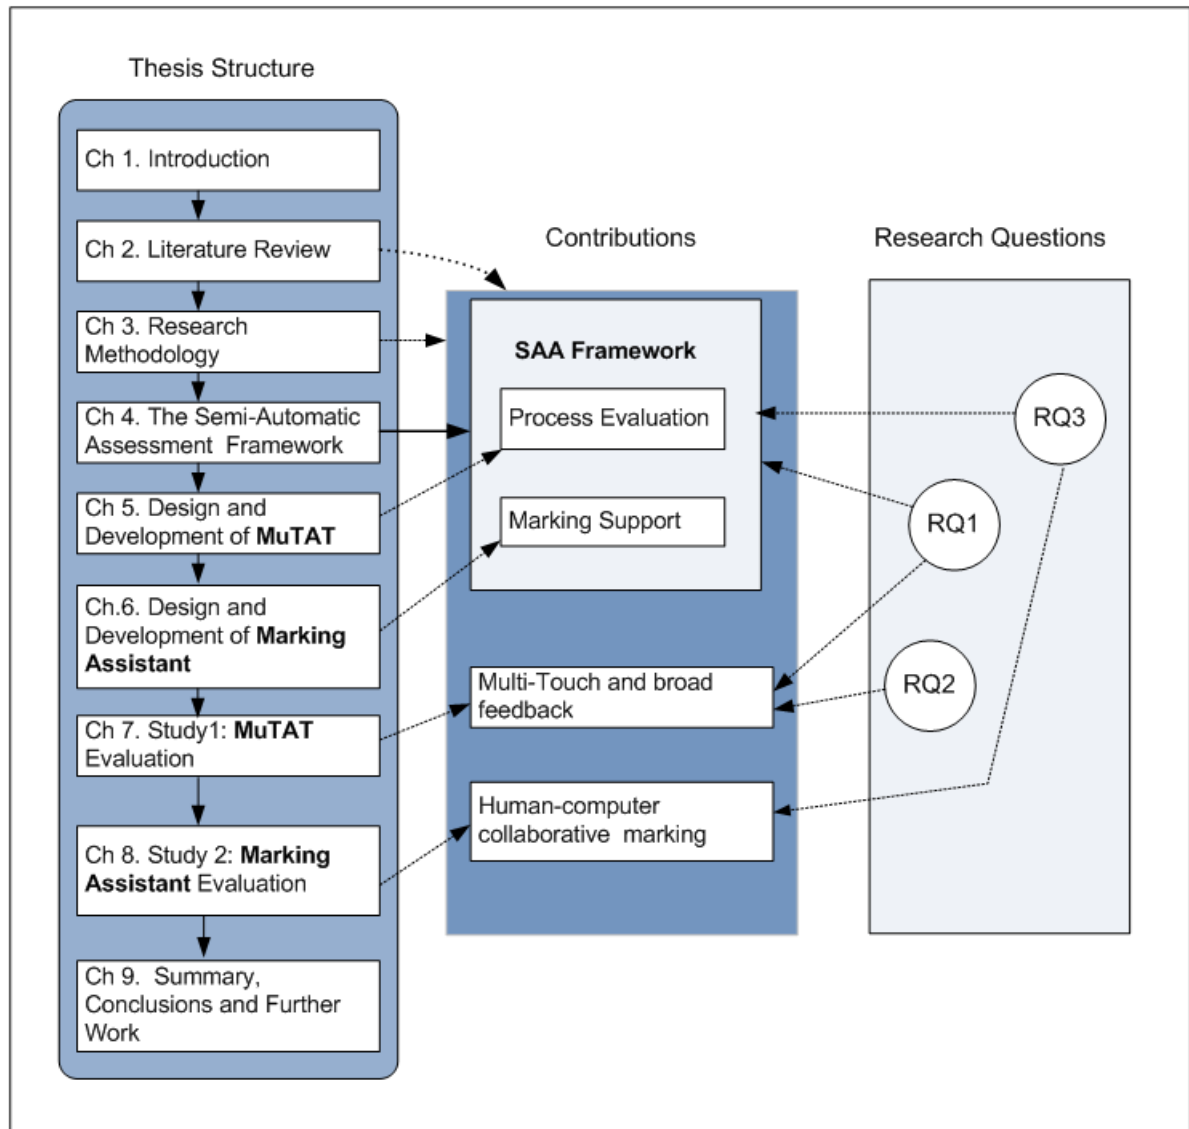 Thesis Structure
Ch 1. Introduction
Ch 2. Literature Review
Ch 3. Research
Methodology
Ch 4. The Semi-Automatic
Assessment Framework
Ch 5. Design and
Development of MuTAT
Ch.6. Design and
Development of Marking
Assistant
Ch 7. Study1: MuTAT
Evaluation
Ch 8. Study 2: Marking
Assistant Evaluation
Ch 9. Summary,
Conclusions and Further
Work
Contributions
SAA Framework
Process Evaluation
Marking Support
Multi-Touch and broad
feedback
Human-computer
collaborative marking
Research Questions
RQ3
RQ1
RQ2